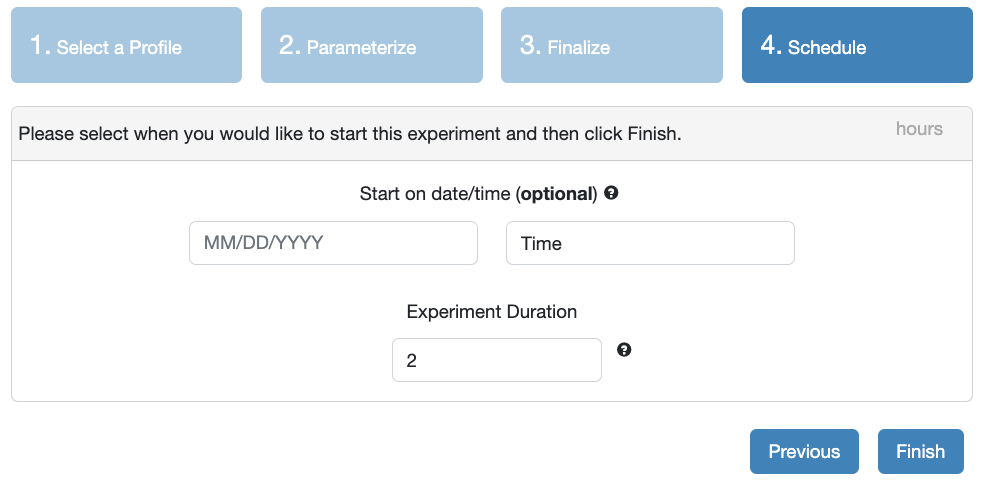 1. Select a Profile
2. Parameterize
3. Finalize
4. Schedule
Please select when you would like to start this experiment and then click Finish.
hours
Start on date/time (optional) ?
MM/DD/YYYY
Time
Experiment Duration
2
?
Previous
Finish